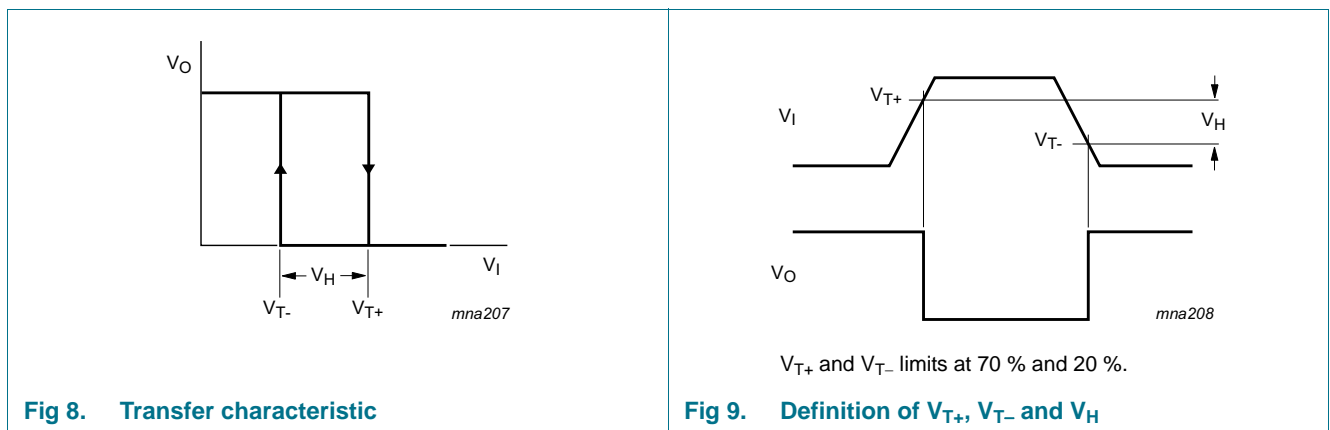 VO
VH
VI
VT-
VT+
mna207
Fig 8. Transfer characteristic
VT+
VI
VH
VT-
VO
mna208
VT+ and VT− limits at 70 % and 20 %.
Fig 9. Definition of VT+, VT− and VH